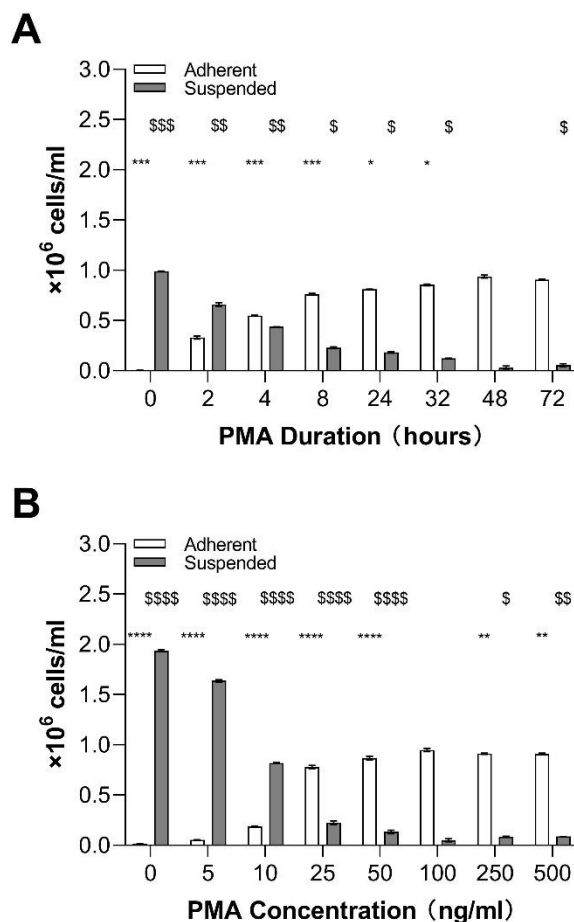 A
×10⁶ cells/ml
3.0
2.5
2.0
1.5
1.0
0.5
0.0
Adherent
Suspended
$$$ $$ $$ $ $ $ $
*** *** *** *** * *
0 2 4 8 24 32 48 72
PMA Duration（hours）
B
×10⁶ cells/ml
3.0
2.5
2.0
1.5
1.0
0.5
0.0
Adherent
Suspended
$$$$ $$$$ $$$$ $$$$ $$$$ $ $$
**** **** **** **** **** ** **
0 5 10 25 50 100 250 500
PMA Concentration（ng/ml）